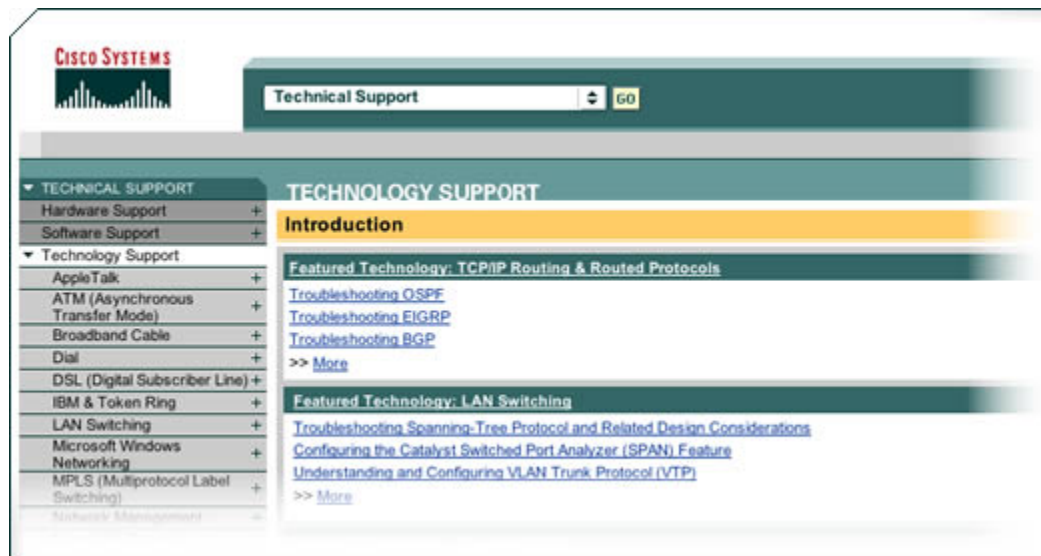 CISCO SYSTEMS
Technical Support
GO
TECHNICAL SUPPORT
Hardware Support +
Software Support +
Technology Support
AppleTalk +
ATM (Asynchronous
Transfer Mode) +
Broadband Cable +
Dial +
DSL (Digital Subscriber Line) +
IBM & Token Ring +
LAN Switching +
Microsoft Windows
Networking +
MPLS (Multiprotocol Label
Switching) +
Network Management +
TECHNOLOGY SUPPORT
Introduction
Featured Technology: TCP/IP Routing & Routed Protocols
Troubleshooting OSPF
Troubleshooting EIGRP
Troubleshooting BGP
>> More
Featured Technology: LAN Switching
Troubleshooting Spanning-Tree Protocol and Related Design Considerations
Configuring the Catalyst Switched Port Analyzer (SPAN) Feature
Understanding and Configuring VLAN Trunk Protocol (VTP)
>> More